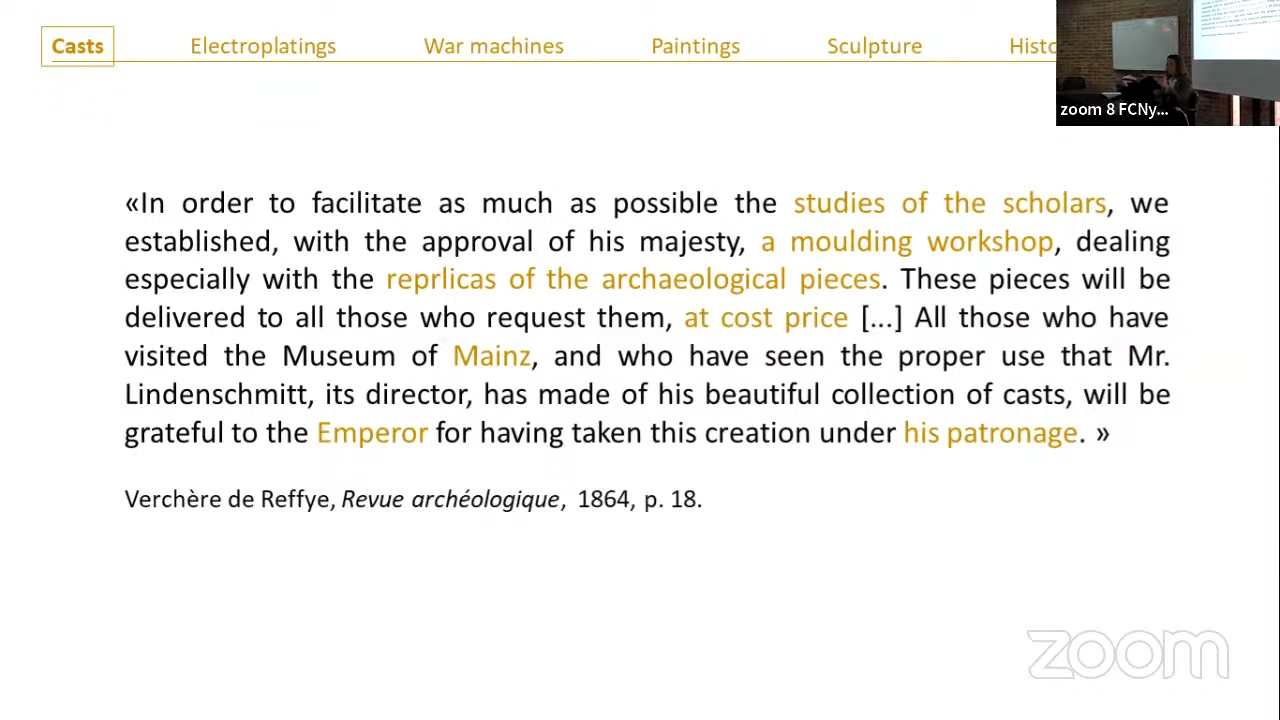 Casts Electroplatings War machines Paintings Sculpture Histo
zoom 8 FCNy...
«In order to facilitate as much as possible the studies of the scholars, we
established, with the approval of his majesty, a moulding workshop, dealing
especially with the reprlicas of the archaeological pieces. These pieces will be
delivered to all those who request them, at cost price [...] All those who have
visited the Museum of Mainz, and who have seen the proper use that Mr.
Lindenschmitt, its director, has made of his beautiful collection of casts, will be
grateful to the Emperor for having taken this creation under his patronage. »
Verchère de Reffye, Revue archéologique, 1864, p. 18.
zoom